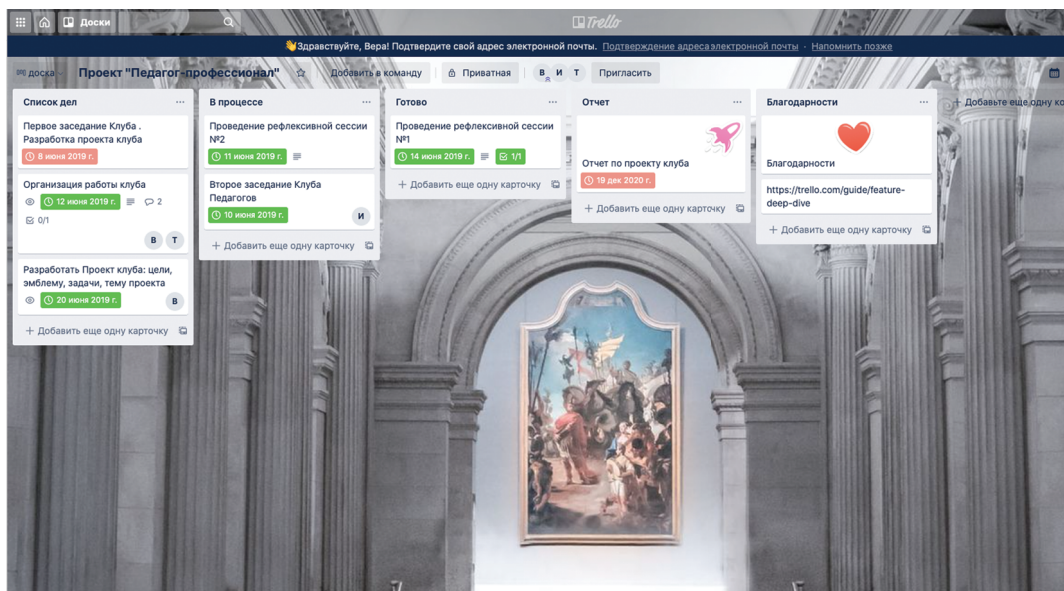 Доски
Trello
Здравствуйте, Вера! Подтвердите свой адрес электронной почты. Подтверждение адреса электронной почты · Напомнить позже
доска
Проект "Педагог-профессионал"
Добавить в команду
Приватная
В И Т
Пригласить
Список дел
Первое заседание Клуба .
Разработка проекта клуба
6 июня 2019 г.
Организация работы клуба
12 июня 2019 г. 2
0/1
В Т
Разработать Проект клуба: цели,
эмблему, задачи, тему проекта
20 июня 2019 г. В
+ Добавить еще одну карточку
В процессе
Проведение рефлексивной сессии
№2
11 июня 2019 г.
Второе заседание Клуба
Педагогов
10 июня 2019 г. И
+ Добавить еще одну карточку
Готово
Проведение рефлексивной сессии
№1
14 июня 2019 г. 1/1
+ Добавить еще одну карточку
Отчет
Отчет по проекту клуба
19 дек 2020 г.
+ Добавить еще одну карточку
Благодарности
Благодарности
https://trello.com/guide/feature-
deep-dive
+ Добавить еще одну карточку
+ Добавьте еще одну ко